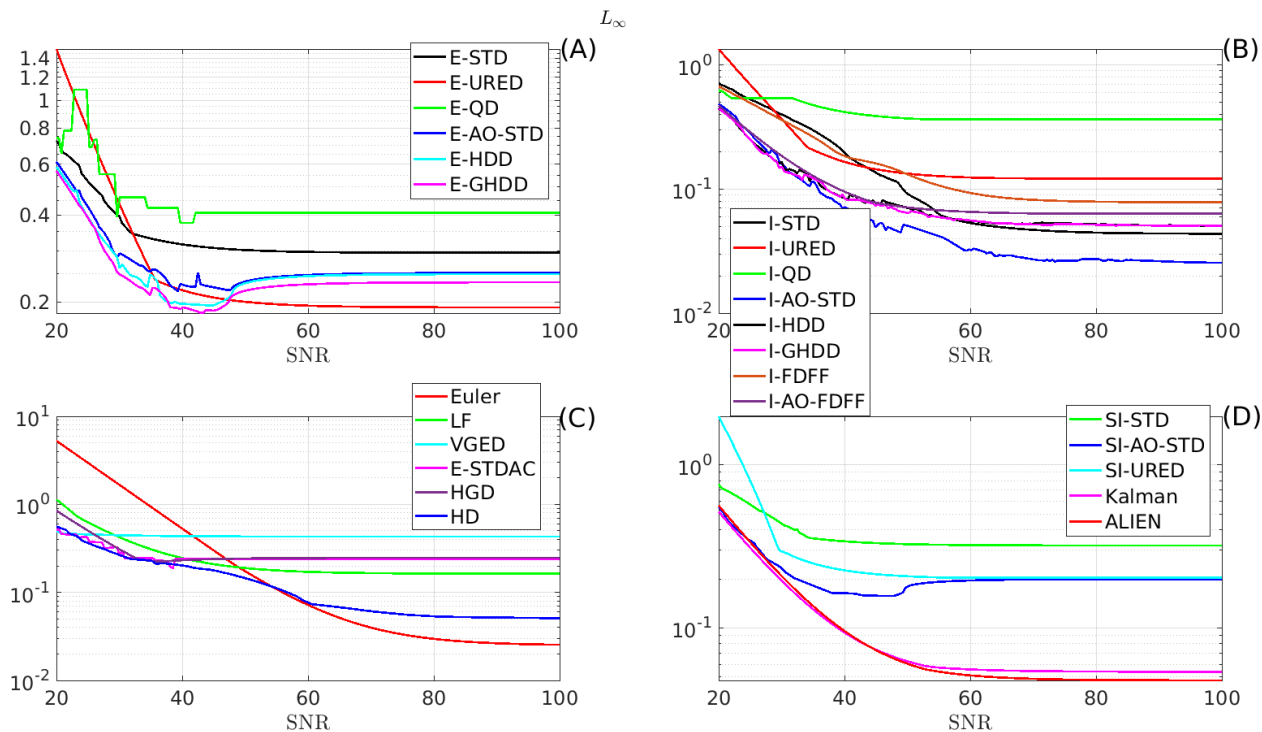 L∞
(A)
1.4
1.2
1
0.8
0.6
0.4
0.2
20 40 60 80 100
SNR
E-STD
E-URED
E-QD
E-AO-STD
E-HDD
E-GHDD
(B)
10^0
10^-1
10^-2
20 40 60 80 100
SNR
I-STD
I-URED
I-QD
I-AO-STD
I-HDD
I-GHDD
I-FDFF
I-AO-FDFF
(C)
10^1
10^0
10^-1
10^-2
20 40 60 80 100
SNR
Euler
LF
VGED
E-STDAC
HGD
HD
(D)
10^0
10^-1
20 40 60 80 100
SNR
SI-STD
SI-AO-STD
SI-URED
Kalman
ALIEN